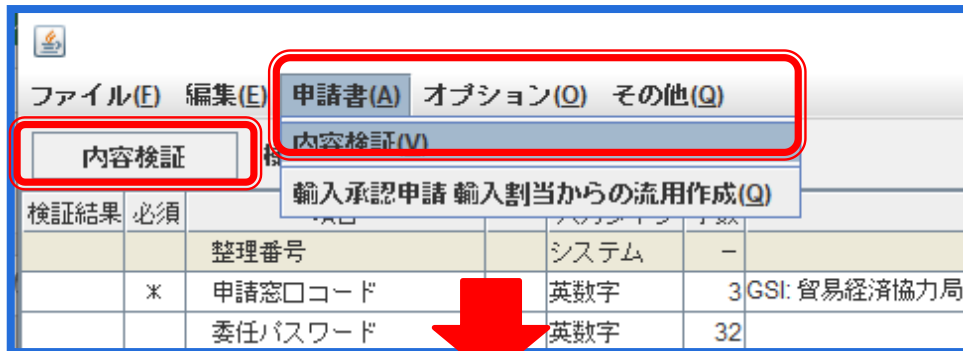 ファイル(F) 編集(E) 申請書(A) オプション(O) その他(Q)
内容検証(V)
内容検証
輸入承認申請 輸入割当からの流用作成(Q)
検証結果 必須
整理番号 システム －
* 申請窓口コード 英数字 3 GSI: 貿易経済協力局
委任パスワード 英数字 32